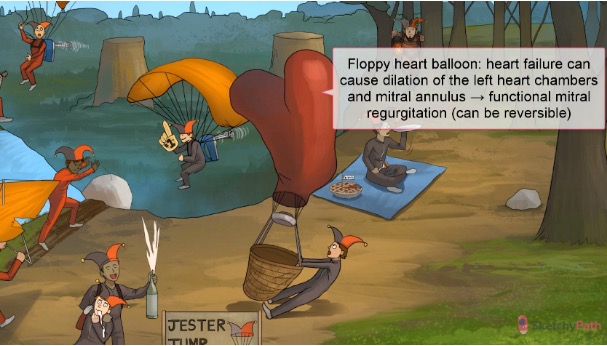 Floppy heart balloon: heart failure can
cause dilation of the left heart chambers
and mitral annulus → functional mitral
regurgitation (can be reversible)
JESTER
JUMP
SketchyPath